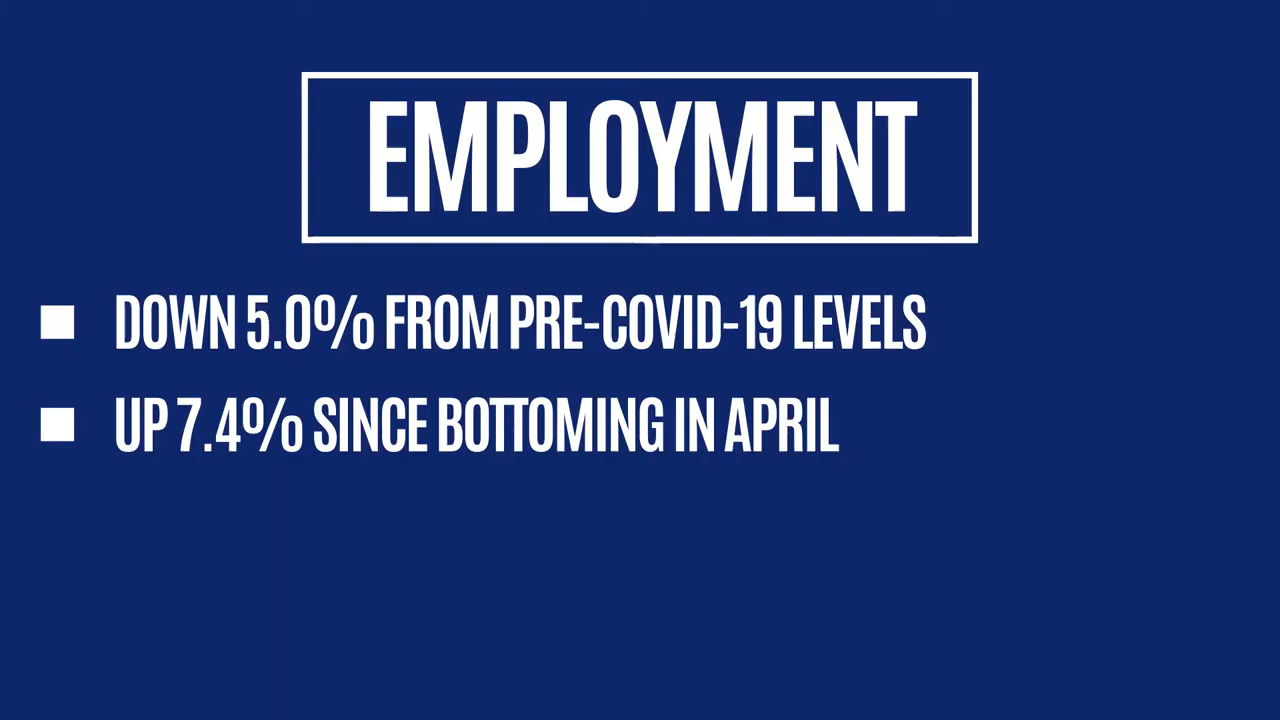 EMPLOYMENT
DOWN 5.0% FROM PRE-COVID-19 LEVELS
UP 7.4% SINCE BOTTOMING IN APRIL